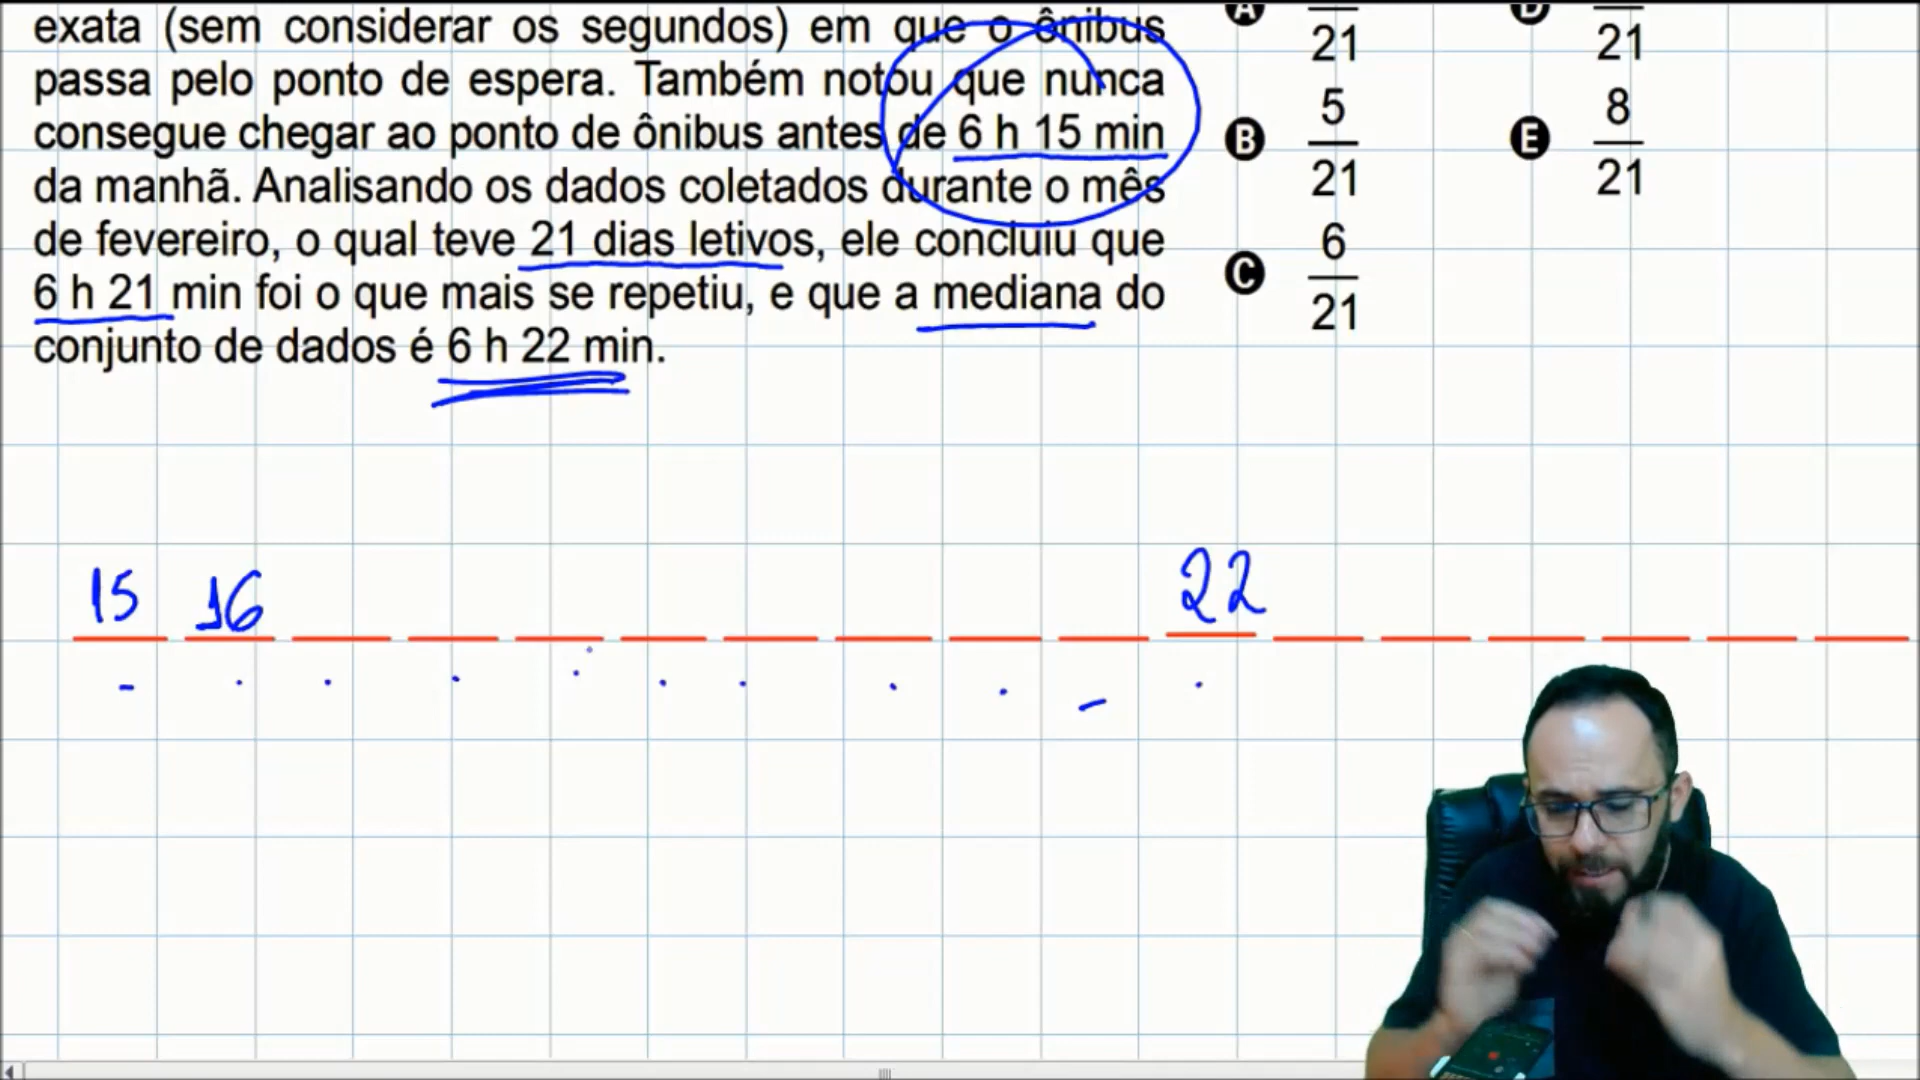 exata (sem considerar os segundos) em que o ônibus
passa pelo ponto de espera. Também notou que nunca
consegue chegar ao ponto de ônibus antes de 6 h 15 min
da manhã. Analisando os dados coletados durante o mês
de fevereiro, o qual teve 21 dias letivos, ele concluiu que
6 h 21 min foi o que mais se repetiu, e que a mediana do
conjunto de dados é 6 h 22 min.
A 21
D 21
B 5/21
E 8/21
C 6/21
15 16 22